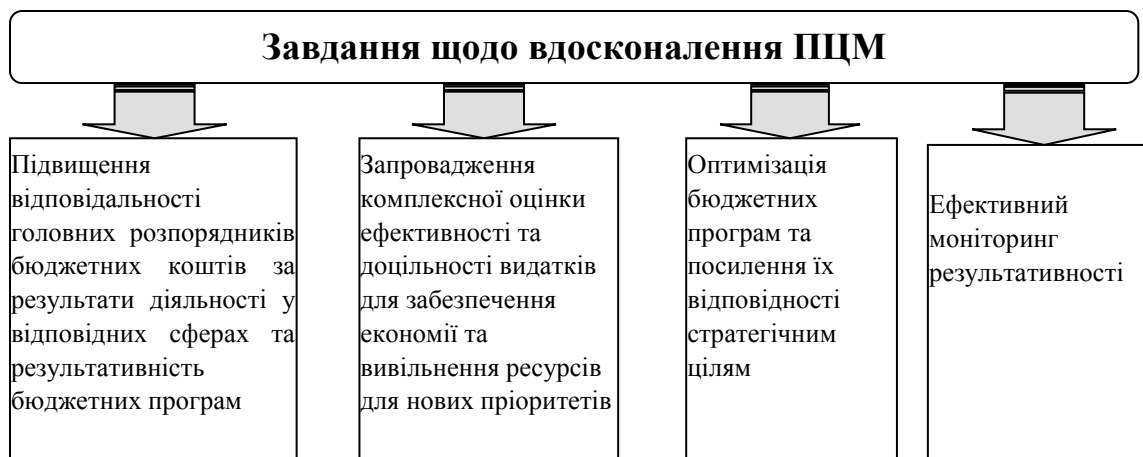 Завдання щодо вдосконалення ПЦМ
Підвищення
відповідальності
головних розпорядників
бюджетних коштів за
результати діяльності у
відповідних сферах та
результативність
бюджетних програм
Запровадження
комплексної оцінки
ефективності та
доцільності видатків
для забезпечення
економії та
вивільнення ресурсів
для нових пріоритетів
Оптимізація
бюджетних
програм та
посилення їх
відповідності
стратегічним
цілям
Ефективний
моніторинг
результативності